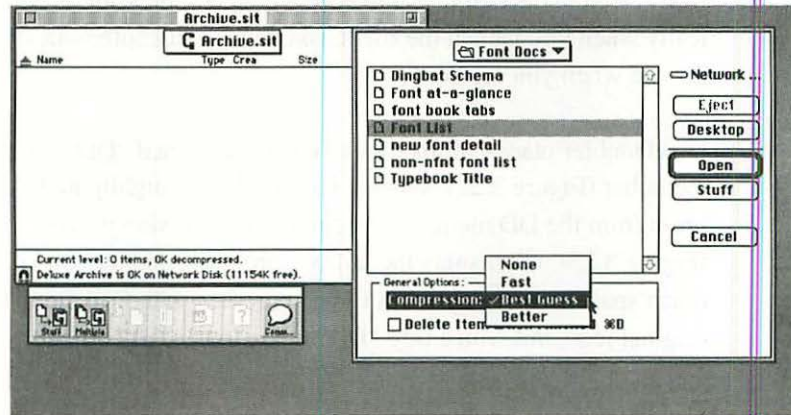 Archive.sit
Archive.sit
Name Type Crea Size
Current level: 0 items, 0K decompressed.
Deluxe Archive is OK on Network Disk (11154K free).
Stuff Multiple
Font Docs
Dingbat Schema
Font at-a-glance
font book tabs
Font List
new font detail
non-nfnt font list
Typebook Title
Network ...
Eject
Desktop
Open
Stuff
Cancel
General Options:
None
Fast
Compression: ✓Best Guess
Better
Delete Item ⌘D